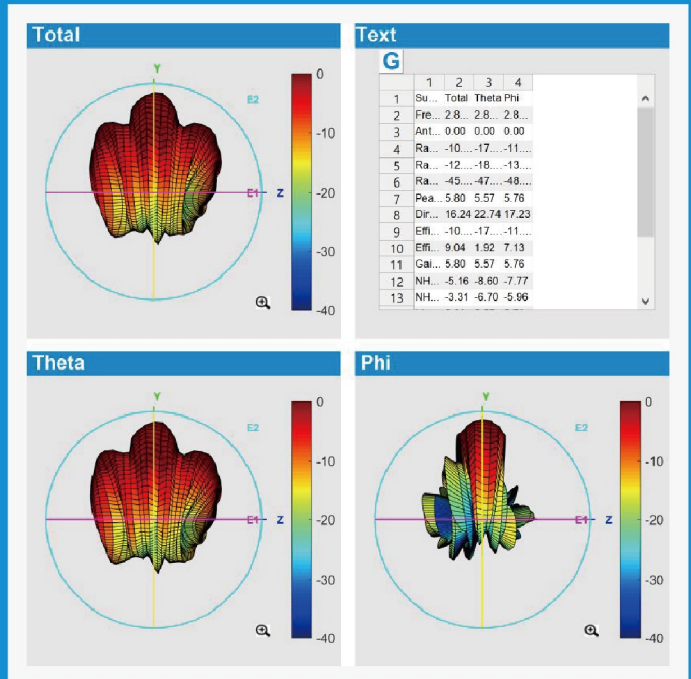 Total
Y
E2
E1
Z
0
-10
-20
-30
-40
Text
G
1 2 3 4
1 Su... Total Theta Phi
2 Fre... 2.8... 2.8... 2.8...
3 Ant... 0.00 0.00 0.00
4 Ra... -10.... -17.... -11....
5 Ra... -12.... -18.... -13....
6 Ra... -45.... -47.... -48....
7 Pea... 5.80 5.57 5.76
8 Dir... 16.24 22.74 17.23
9 Effi... -10.... -17.... -11....
10 Effi... 9.04 1.92 7.13
11 Gai... 5.80 5.57 5.76
12 NH... -5.16 -8.60 -7.77
13 NH... -3.31 -6.70 -5.96
Theta
Y
E2
E1
Z
0
-10
-20
-30
-40
Phi
Y
E2
E1
Z
0
-10
-20
-30
-40